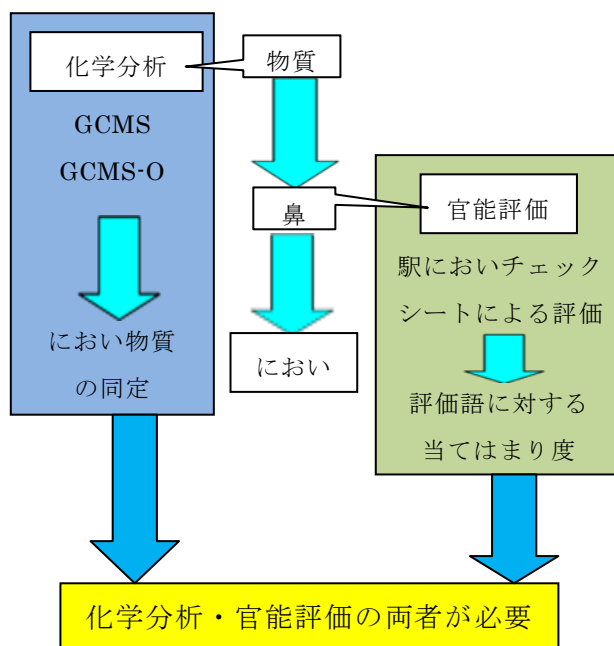 化学分析
GCMS
GCMS-O
におい物質
の同定
物質
鼻
におい
官能評価
駅においチェック
シートによる評価
評価語に対する
当てはまり度
化学分析・官能評価の両者が必要